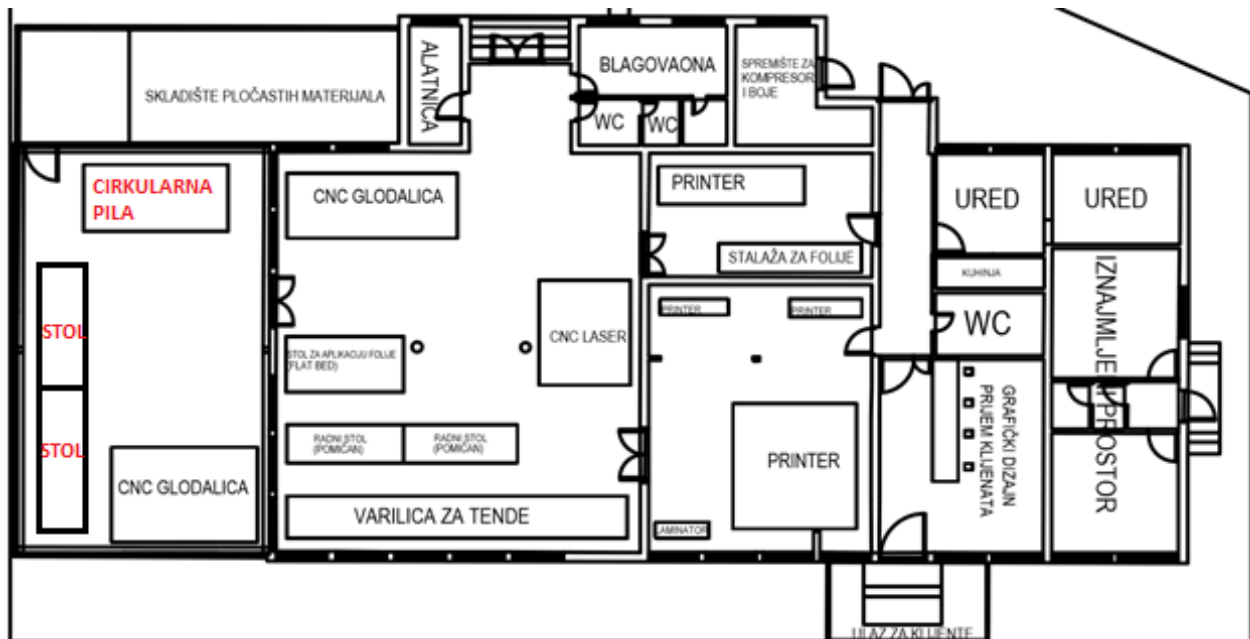 SKLADIŠTE PLOČASTIH MATERIJALA
ALATNICA
BLAGOVAONA
SPREMIŠTE ZA
KOMPRESOR
I BOJE
WC
WC
CIRKULARNA
PILA
CNC GLODALICA
PRINTER
STALAŽA ZA FOLIJE
URED
URED
KUHINJA
STOL
CNC LASER
PRINTER
PRINTER
WC
IZNAJMLJENI PROSTOR
STOL ZA APLIKACIJU FOLIJE
(FLAT BED)
GRAFIČKI DIZAJN
PRIJEM KLIJENATA
STOL
RADNI STOL
(POMIČAN)
RADNI STOL
(POMIČAN)
CNC GLODALICA
PRINTER
VARILICA ZA TENDE
LAMINATOR
ULAZ ZA KLIJENTE